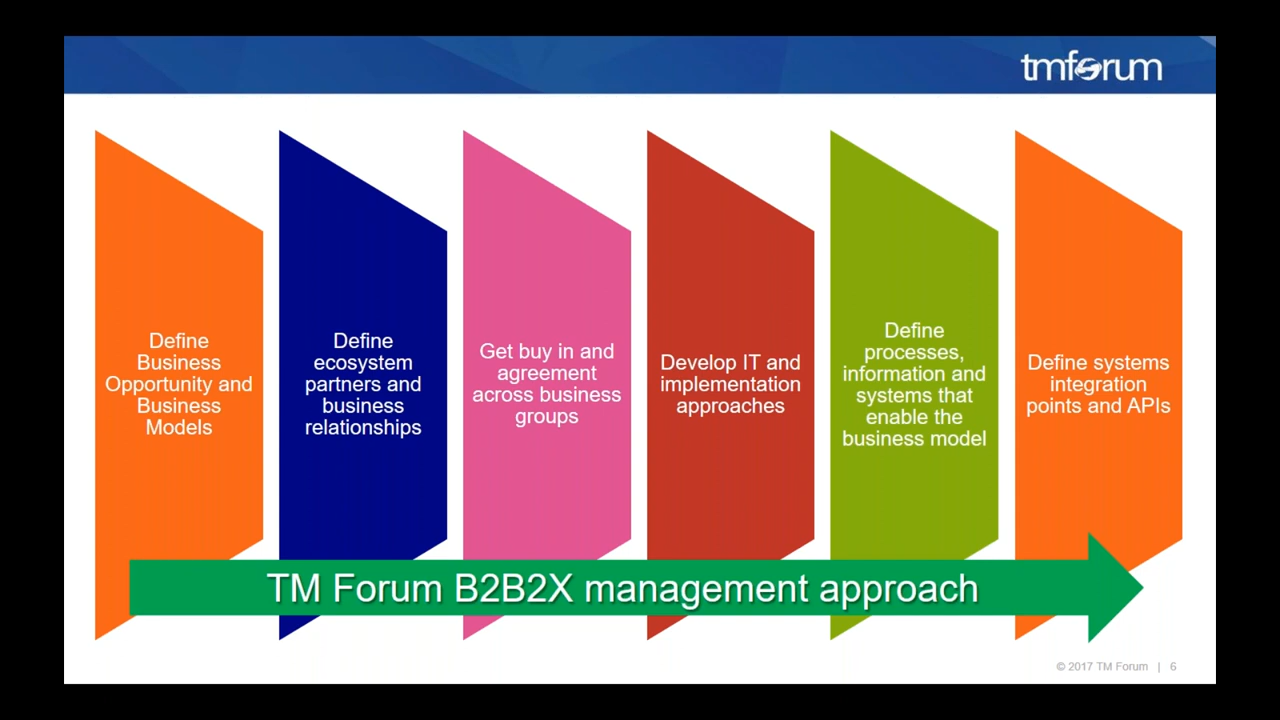 tmforum
Define
Business
Opportunity and
Business
Models
Define
ecosystem
partners and
business
relationships
Get buy in and
agreement
across business
groups
Develop IT and
implementation
approaches
Define
processes,
information and
systems that
enable the
business model
Define systems
integration
points and APIs
TM Forum B2B2X management approach
© 2017 TM Forum | 6